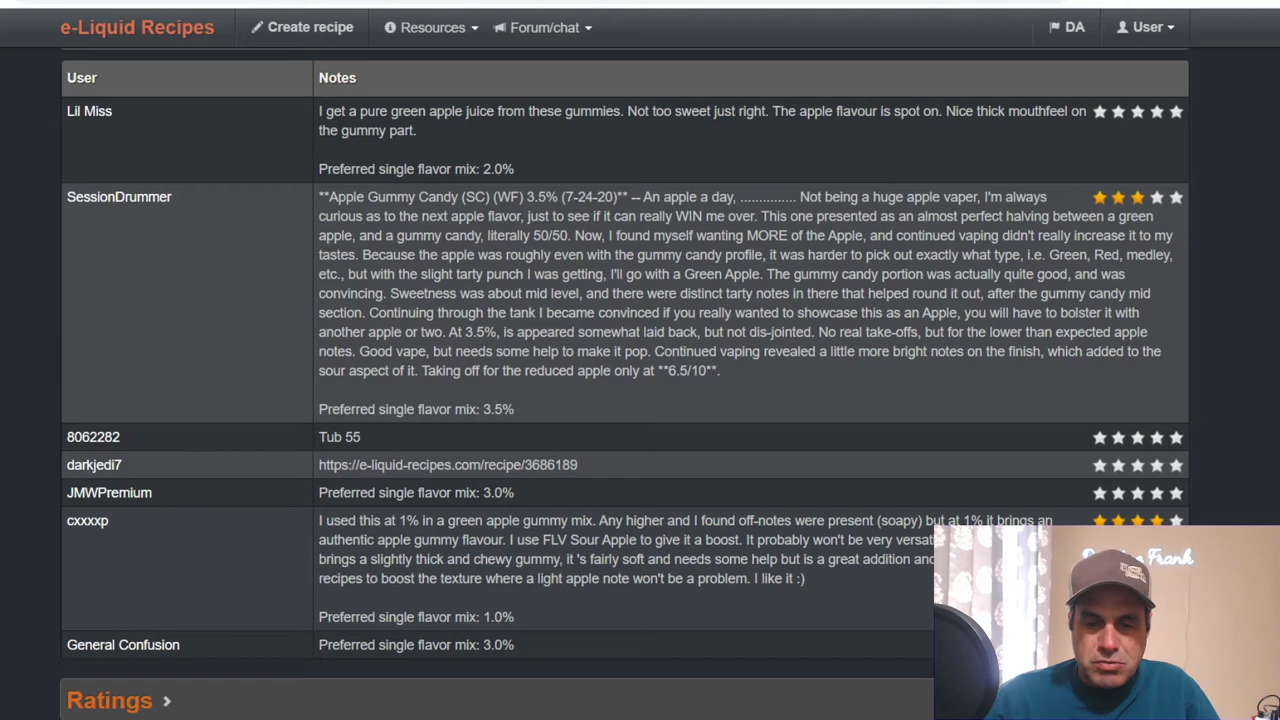 e-Liquid Recipes Create recipe Resources Forum/chat DA User
User Notes
Lil Miss
I get a pure green apple juice from these gummies. Not too sweet just right. The apple flavour is spot on. Nice thick mouthfeel on
the gummy part.
Preferred single flavor mix: 2.0%
SessionDrummer
**Apple Gummy Candy (SC) (WF) 3.5% (7-24-20)** -- An apple a day, ............... Not being a huge apple vaper, I'm always
curious as to the next apple flavor, just to see if it can really WIN me over. This one presented as an almost perfect halving between a green
apple, and a gummy candy, literally 50/50. Now, I found myself wanting MORE of the Apple, and continued vaping didn't really increase it to my
tastes. Because the apple was roughly even with the gummy candy profile, it was harder to pick out exactly what type, i.e. Green, Red, medley,
etc., but with the slight tarty punch I was getting, I'll go with a Green Apple. The gummy candy portion was actually quite good, and was
convincing. Sweetness was about mid level, and there were distinct tarty notes in there that helped round it out, after the gummy candy mid
section. Continuing through the tank I became convinced if you really wanted to showcase this as an Apple, you will have to bolster it with
another apple or two. At 3.5%, is appeared somewhat laid back, but not dis-jointed. No real take-offs, but for the lower than expected apple
notes. Good vape, but needs some help to make it pop. Continued vaping revealed a little more bright notes on the finish, which added to the
sour aspect of it. Taking off for the reduced apple only at **6.5/10**.
Preferred single flavor mix: 3.5%
8062282 Tub 55
darkjedi7 https://e-liquid-recipes.com/recipe/3686189
JMWPremium Preferred single flavor mix: 3.0%
cxxxxp
I used this at 1% in a green apple gummy mix. Any higher and I found off-notes were present (soapy) but at 1% it brings an
authentic apple gummy flavour. I use FLV Sour Apple to give it a boost. It probably won't be very
brings a slightly thick and chewy gummy, it 's fairly soft and needs some help but is a great addition
recipes to boost the texture where a light apple note won't be a problem. I like it :)
Preferred single flavor mix: 1.0%
General Confusion Preferred single flavor mix: 3.0%
Ratings
Frank